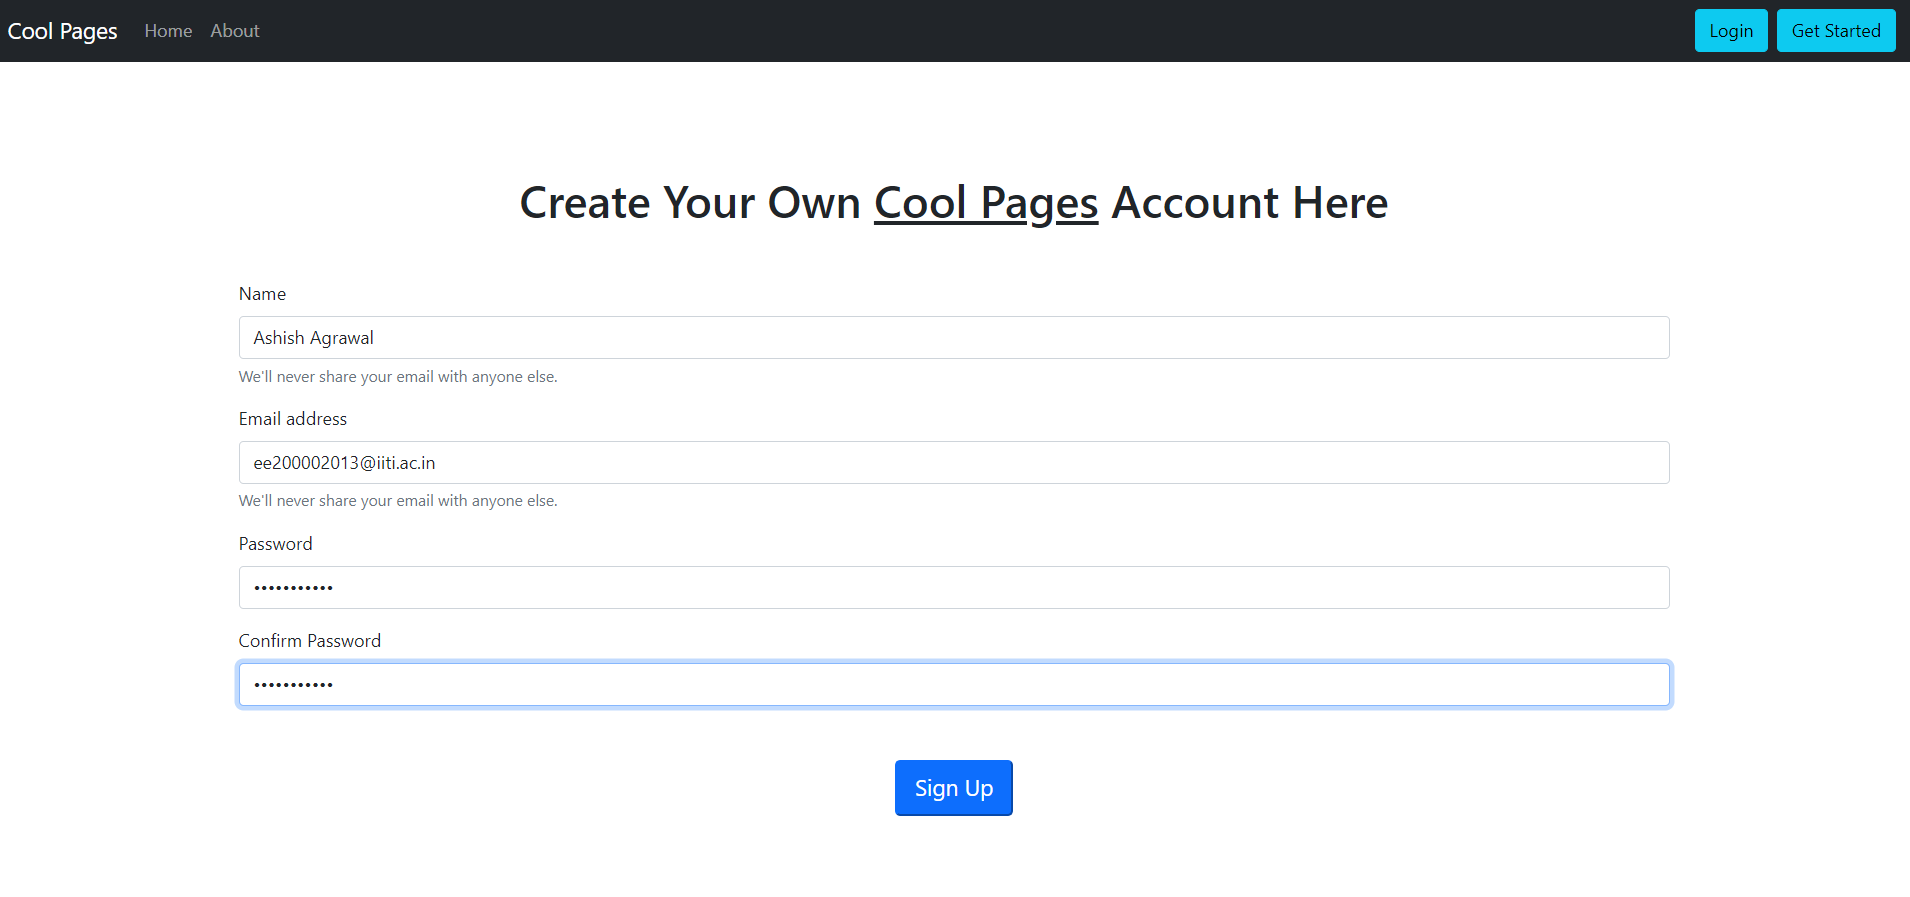 Cool Pages Home About Login Get Started
Create Your Own Cool Pages Account Here
Name
Ashish Agrawal
We'll never share your email with anyone else.
Email address
ee200002013@iiti.ac.in
We'll never share your email with anyone else.
Password
•••••••••••
Confirm Password
•••••••••••
Sign Up